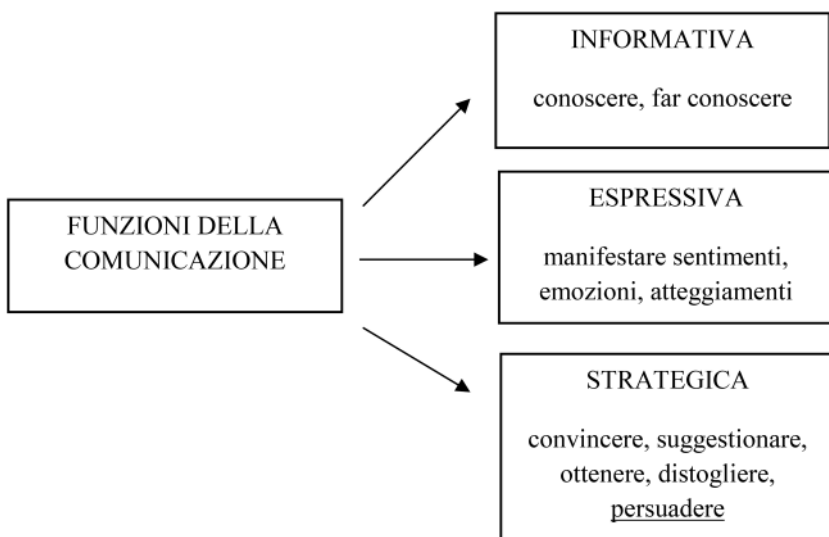 FUNZIONI DELLA
COMUNICAZIONE
INFORMATIVA
conoscere, far conoscere
ESPRESSIVA
manifestare sentimenti,
emozioni, atteggiamenti
STRATEGICA
convincere, suggestionare,
ottenere, distogliere,
persuadere